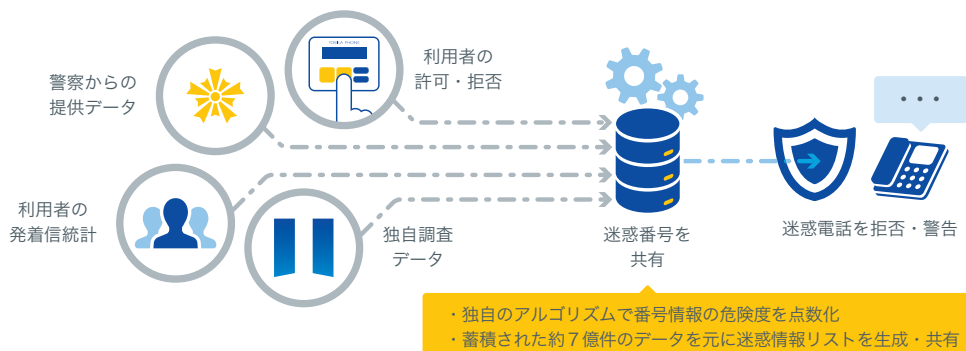 利用者の
許可・拒否
警察からの
提供データ
利用者の
発着信統計
独自調査
データ
迷惑番号を
共有
迷惑電話を拒否・警告
・独自のアルゴリズムで番号情報の危険度を点数化
・蓄積された約7億件のデータを元に迷惑情報リストを生成・共有